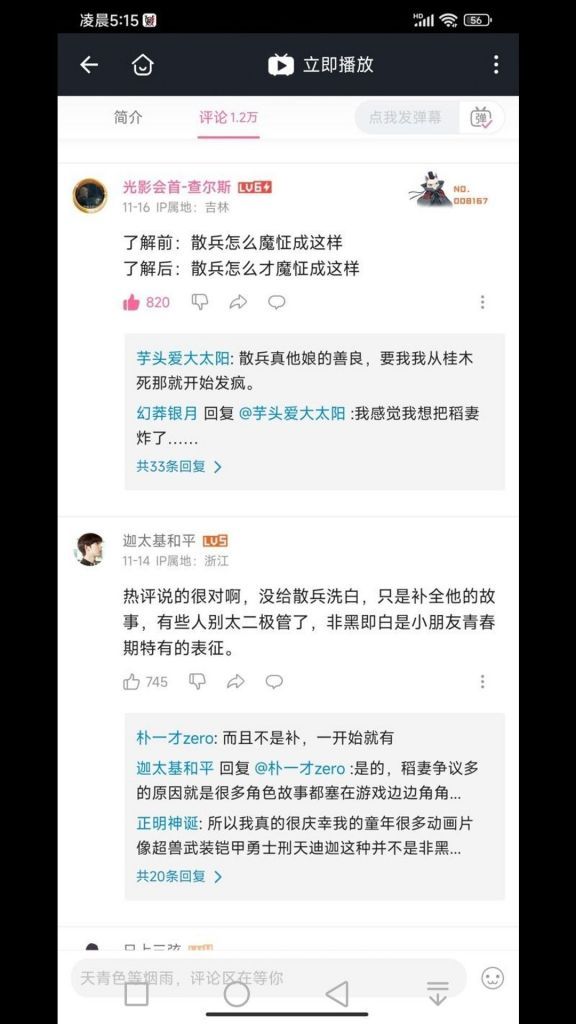 凌晨5:15
56
立即播放
简介
评论1.2万
点我发弹幕
弹
光影会首-查尔斯 LV6
NO.
008167
11-16 IP属地：吉林
了解前：散兵怎么魔怔成这样
了解后：散兵怎么才魔怔成这样
820
芋头爱大太阳: 散兵真他娘的善良，要我我从桂木
死那就开始发疯。
幻莽银月 回复 @芋头爱大太阳 :我感觉我想把稻妻
炸了......
共33条回复
迦太基和平 LV5
11-14 IP属地：浙江
热评说的很对啊，没给散兵洗白，只是补全他的故
事，有些人别太二极管了，非黑即白是小朋友青春
期特有的表征。
745
朴一才zero: 而且不是补，一开始就有
迦太基和平 回复 @朴一才zero :是的，稻妻争议多
的原因就是很多角色故事都塞在游戏边边角角...
正明神诞: 所以我真的很庆幸我的童年很多动画片
像超兽武装铠甲勇士刑天迪迦这种并不是非黑...
共20条回复
天青色等烟雨，评论区在等你